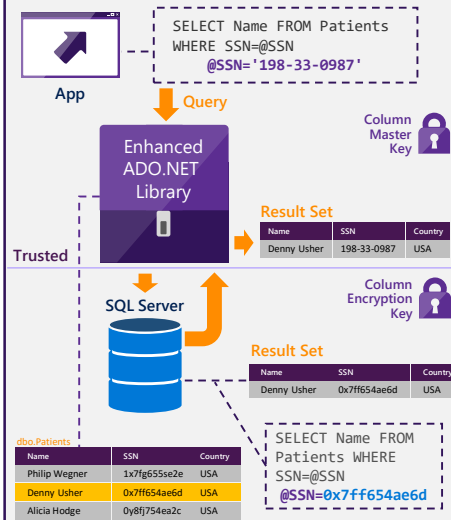 SELECT Name FROM Patients
WHERE SSN=@SSN
@SSN='198-33-0987'
App
Query
Column
Master
Key
Enhanced
ADO.NET
Library
Result Set
Name SSN Country
Denny Usher 198-33-0987 USA
Trusted
SQL Server
Column
Encryption
Key
Result Set
Name SSN Country
Denny Usher 0x7ff654ae6d USA
dbo.Patients
Name SSN Country
Philip Wegner 1x7fg655se2e USA
Denny Usher 0x7ff654ae6d USA
Alicia Hodge 0y8fj754ea2c USA
SELECT Name FROM
Patients WHERE
SSN=@SSN
@SSN=0x7ff654ae6d